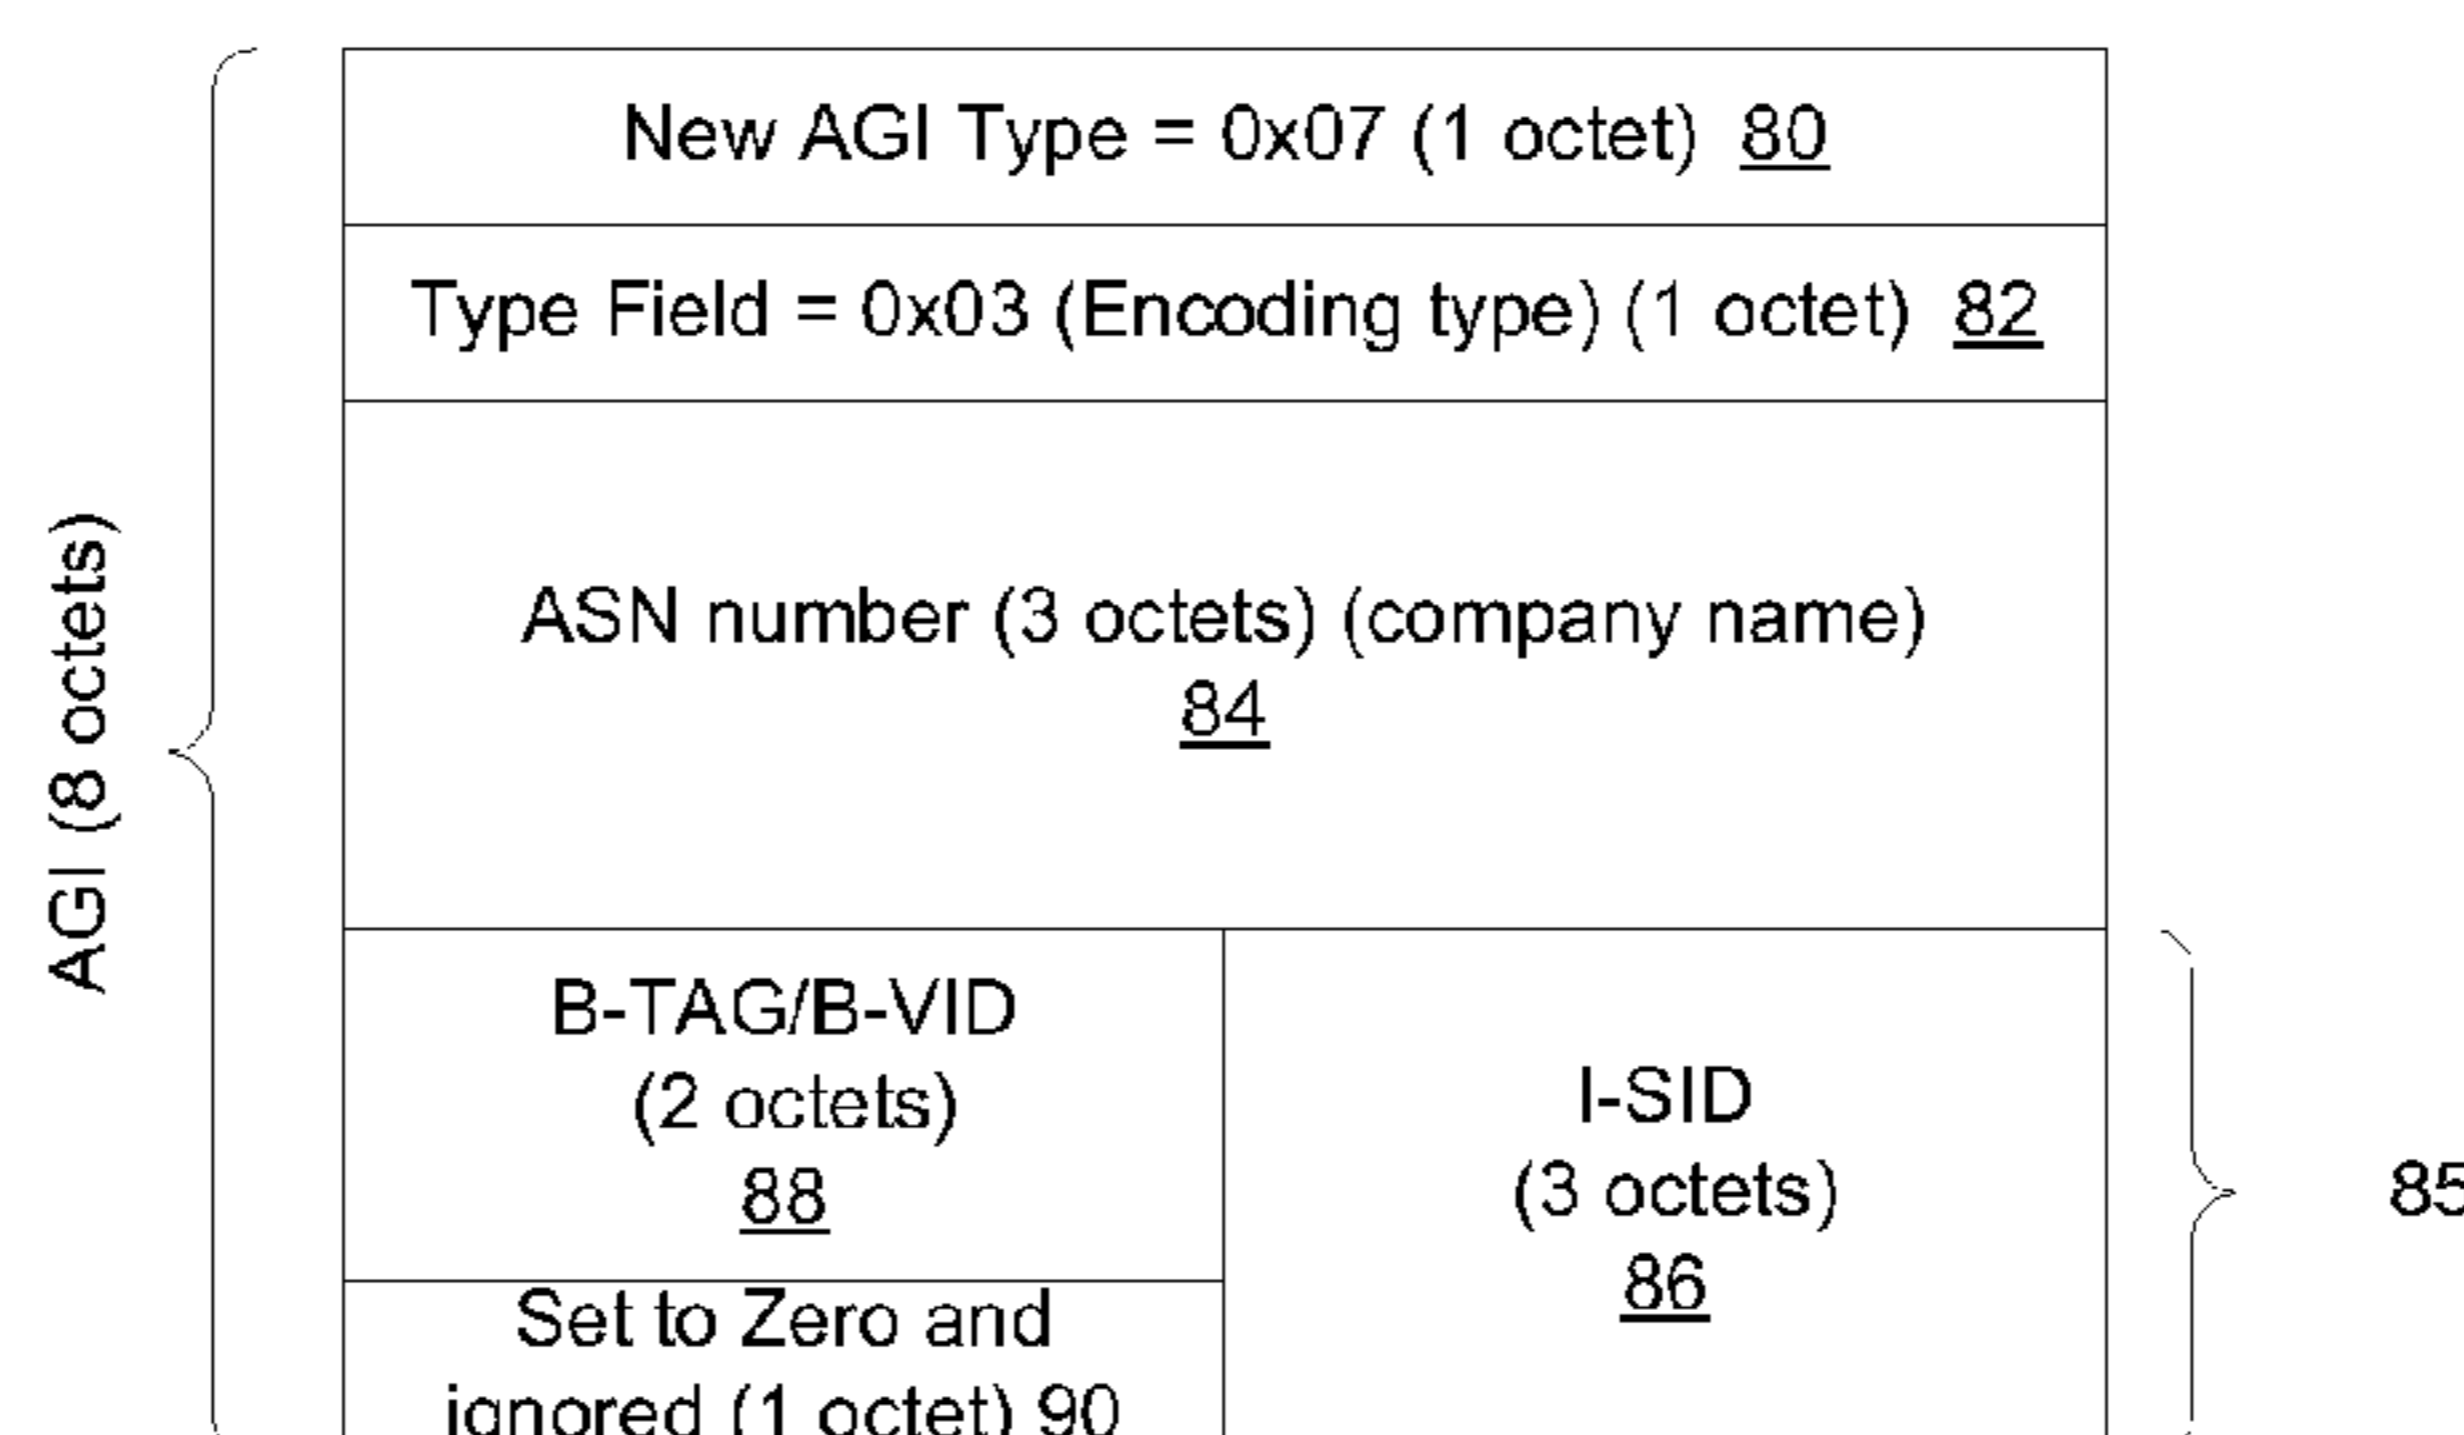 New AGI Type = 0x07 (1 octet) 80
Type Field = 0x03 (Encoding type) (1 octet) 82
ASN number (3 octets) (company name)
84
AGI (8 octets)
B-TAG/B-VID
(2 octets)
88
Set to Zero and
ignored (1 octet) 90
I-SID
(3 octets)
86
85